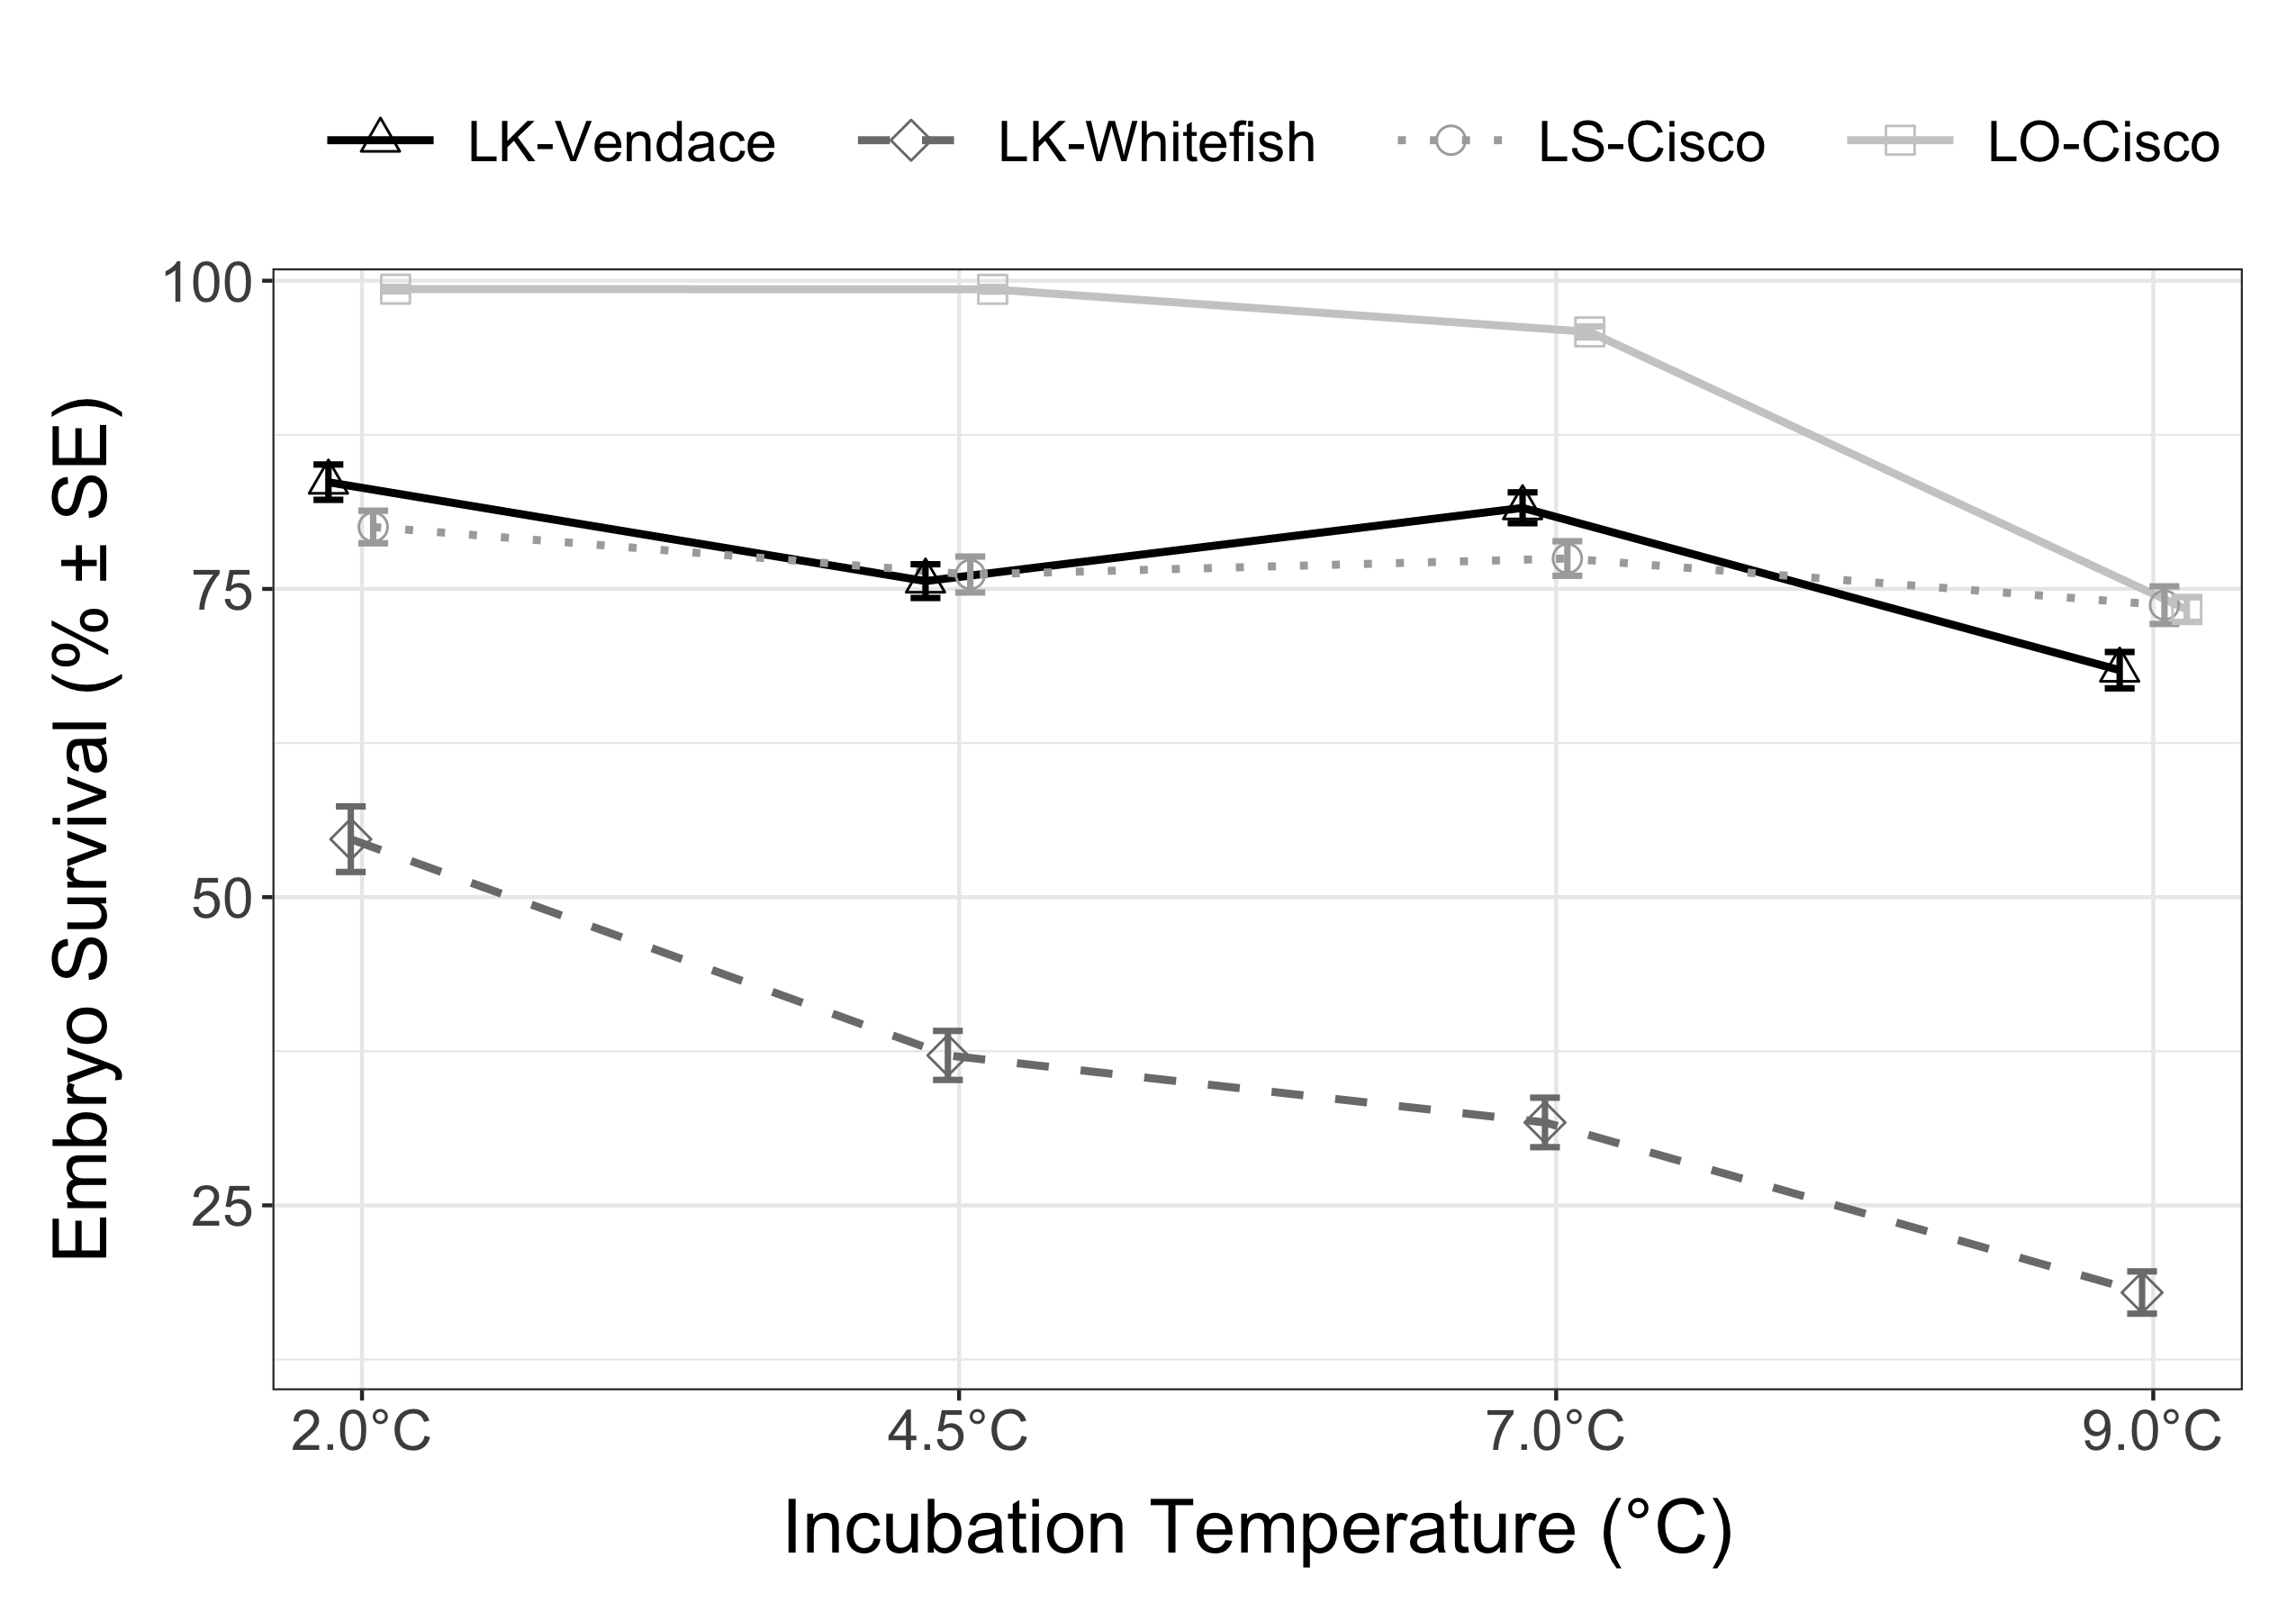 LK-Vendace LK-Whitefish LS-Cisco LO-Cisco
100
75
50
25
Embryo Survival (% ± SE)
2.0°C 4.5°C 7.0°C 9.0°C
Incubation Temperature (°C)